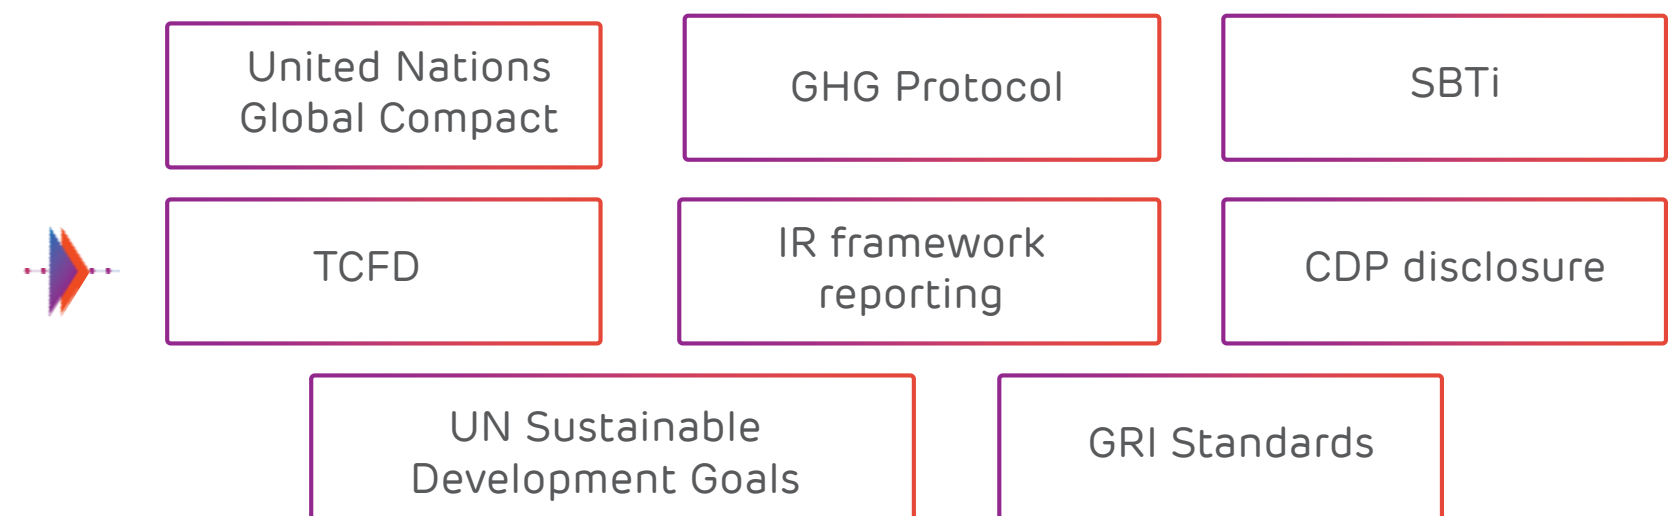 United Nations
Global Compact
GHG Protocol
SBTi
TCFD
IR framework
reporting
CDP disclosure
UN Sustainable
Development Goals
GRI Standards